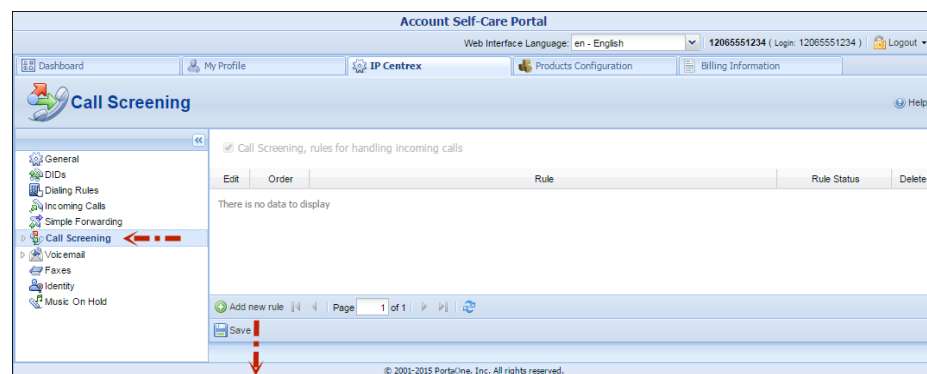 Account Self-Care Portal
Web Interface Language: en - English 12065551234 ( Login: 12065551234 ) Logout
Dashboard My Profile IP Centrex Products Configuration Billing Information
Call Screening Help
Call Screening, rules for handling incoming calls
General
DIDs
Dialing Rules
Incoming Calls
Simple Forwarding
Call Screening
Voicemail
Faxes
Identity
Music On Hold
Edit Order Rule Rule Status Delete
There is no data to display
Add new rule Page 1 of 1
Save
© 2001-2015 PortaOne, Inc. All rights reserved.